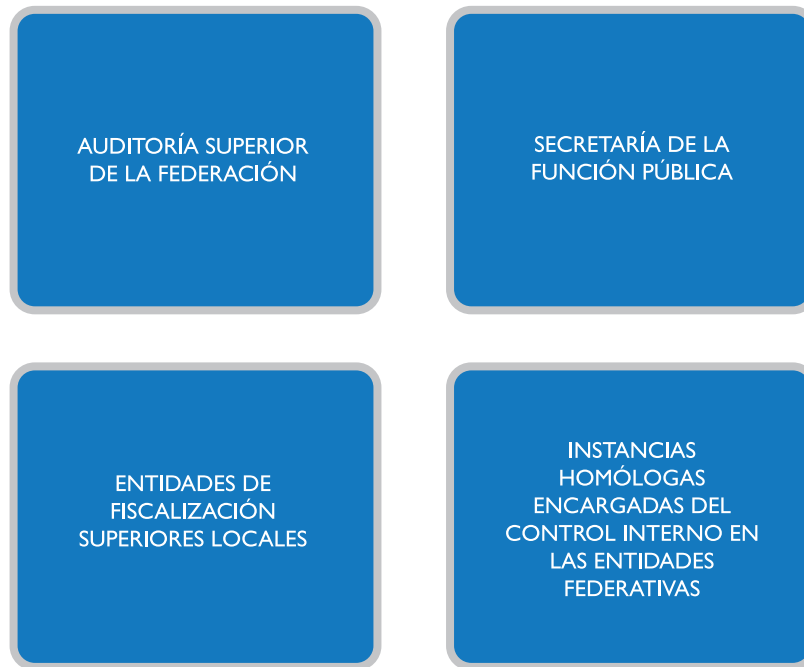 AUDITORÍA SUPERIOR
DE LA FEDERACIÓN
SECRETARÍA DE LA
FUNCIÓN PÚBLICA
ENTIDADES DE
FISCALIZACIÓN
SUPERIORES LOCALES
INSTANCIAS
HOMÓLOGAS
ENCARGADAS DEL
CONTROL INTERNO EN
LAS ENTIDADES
FEDERATIVAS